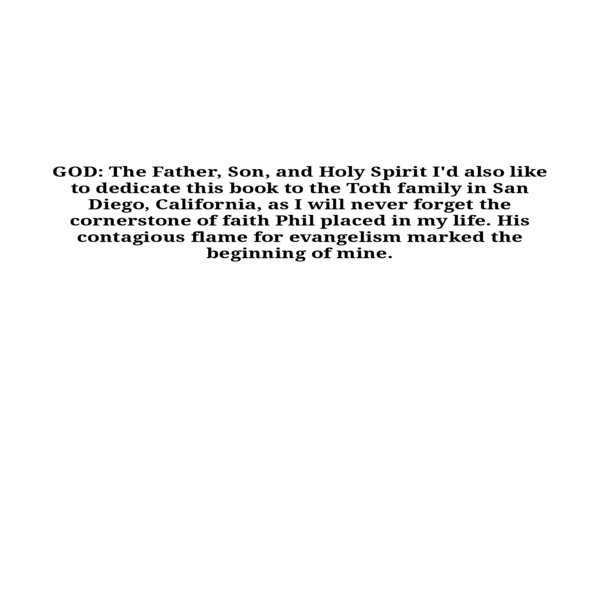 GOD: The Father, Son, and Holy Spirit I'd also like
to dedicate this book to the Toth family in San
Diego, California, as I will never forget the
cornerstone of faith Phil placed in my life. His
contagious flame for evangelism marked the
beginning of mine.